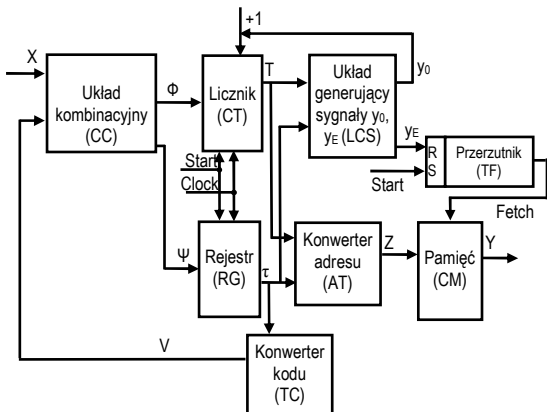 +1
X
Układ
kombinacyjny
(CC)
Φ
Licznik
(CT)
T
Układ
generujący
sygnały y0,
yE (LCS)
y0
yE
R
S
Przerzutnik
(TF)
Start
Clock
Start
Fetch
Ψ
Rejestr
(RG)
τ
Konwerter
adresu
(AT)
Z
Pamięć
(CM)
Y
V
Konwerter
kodu
(TC)